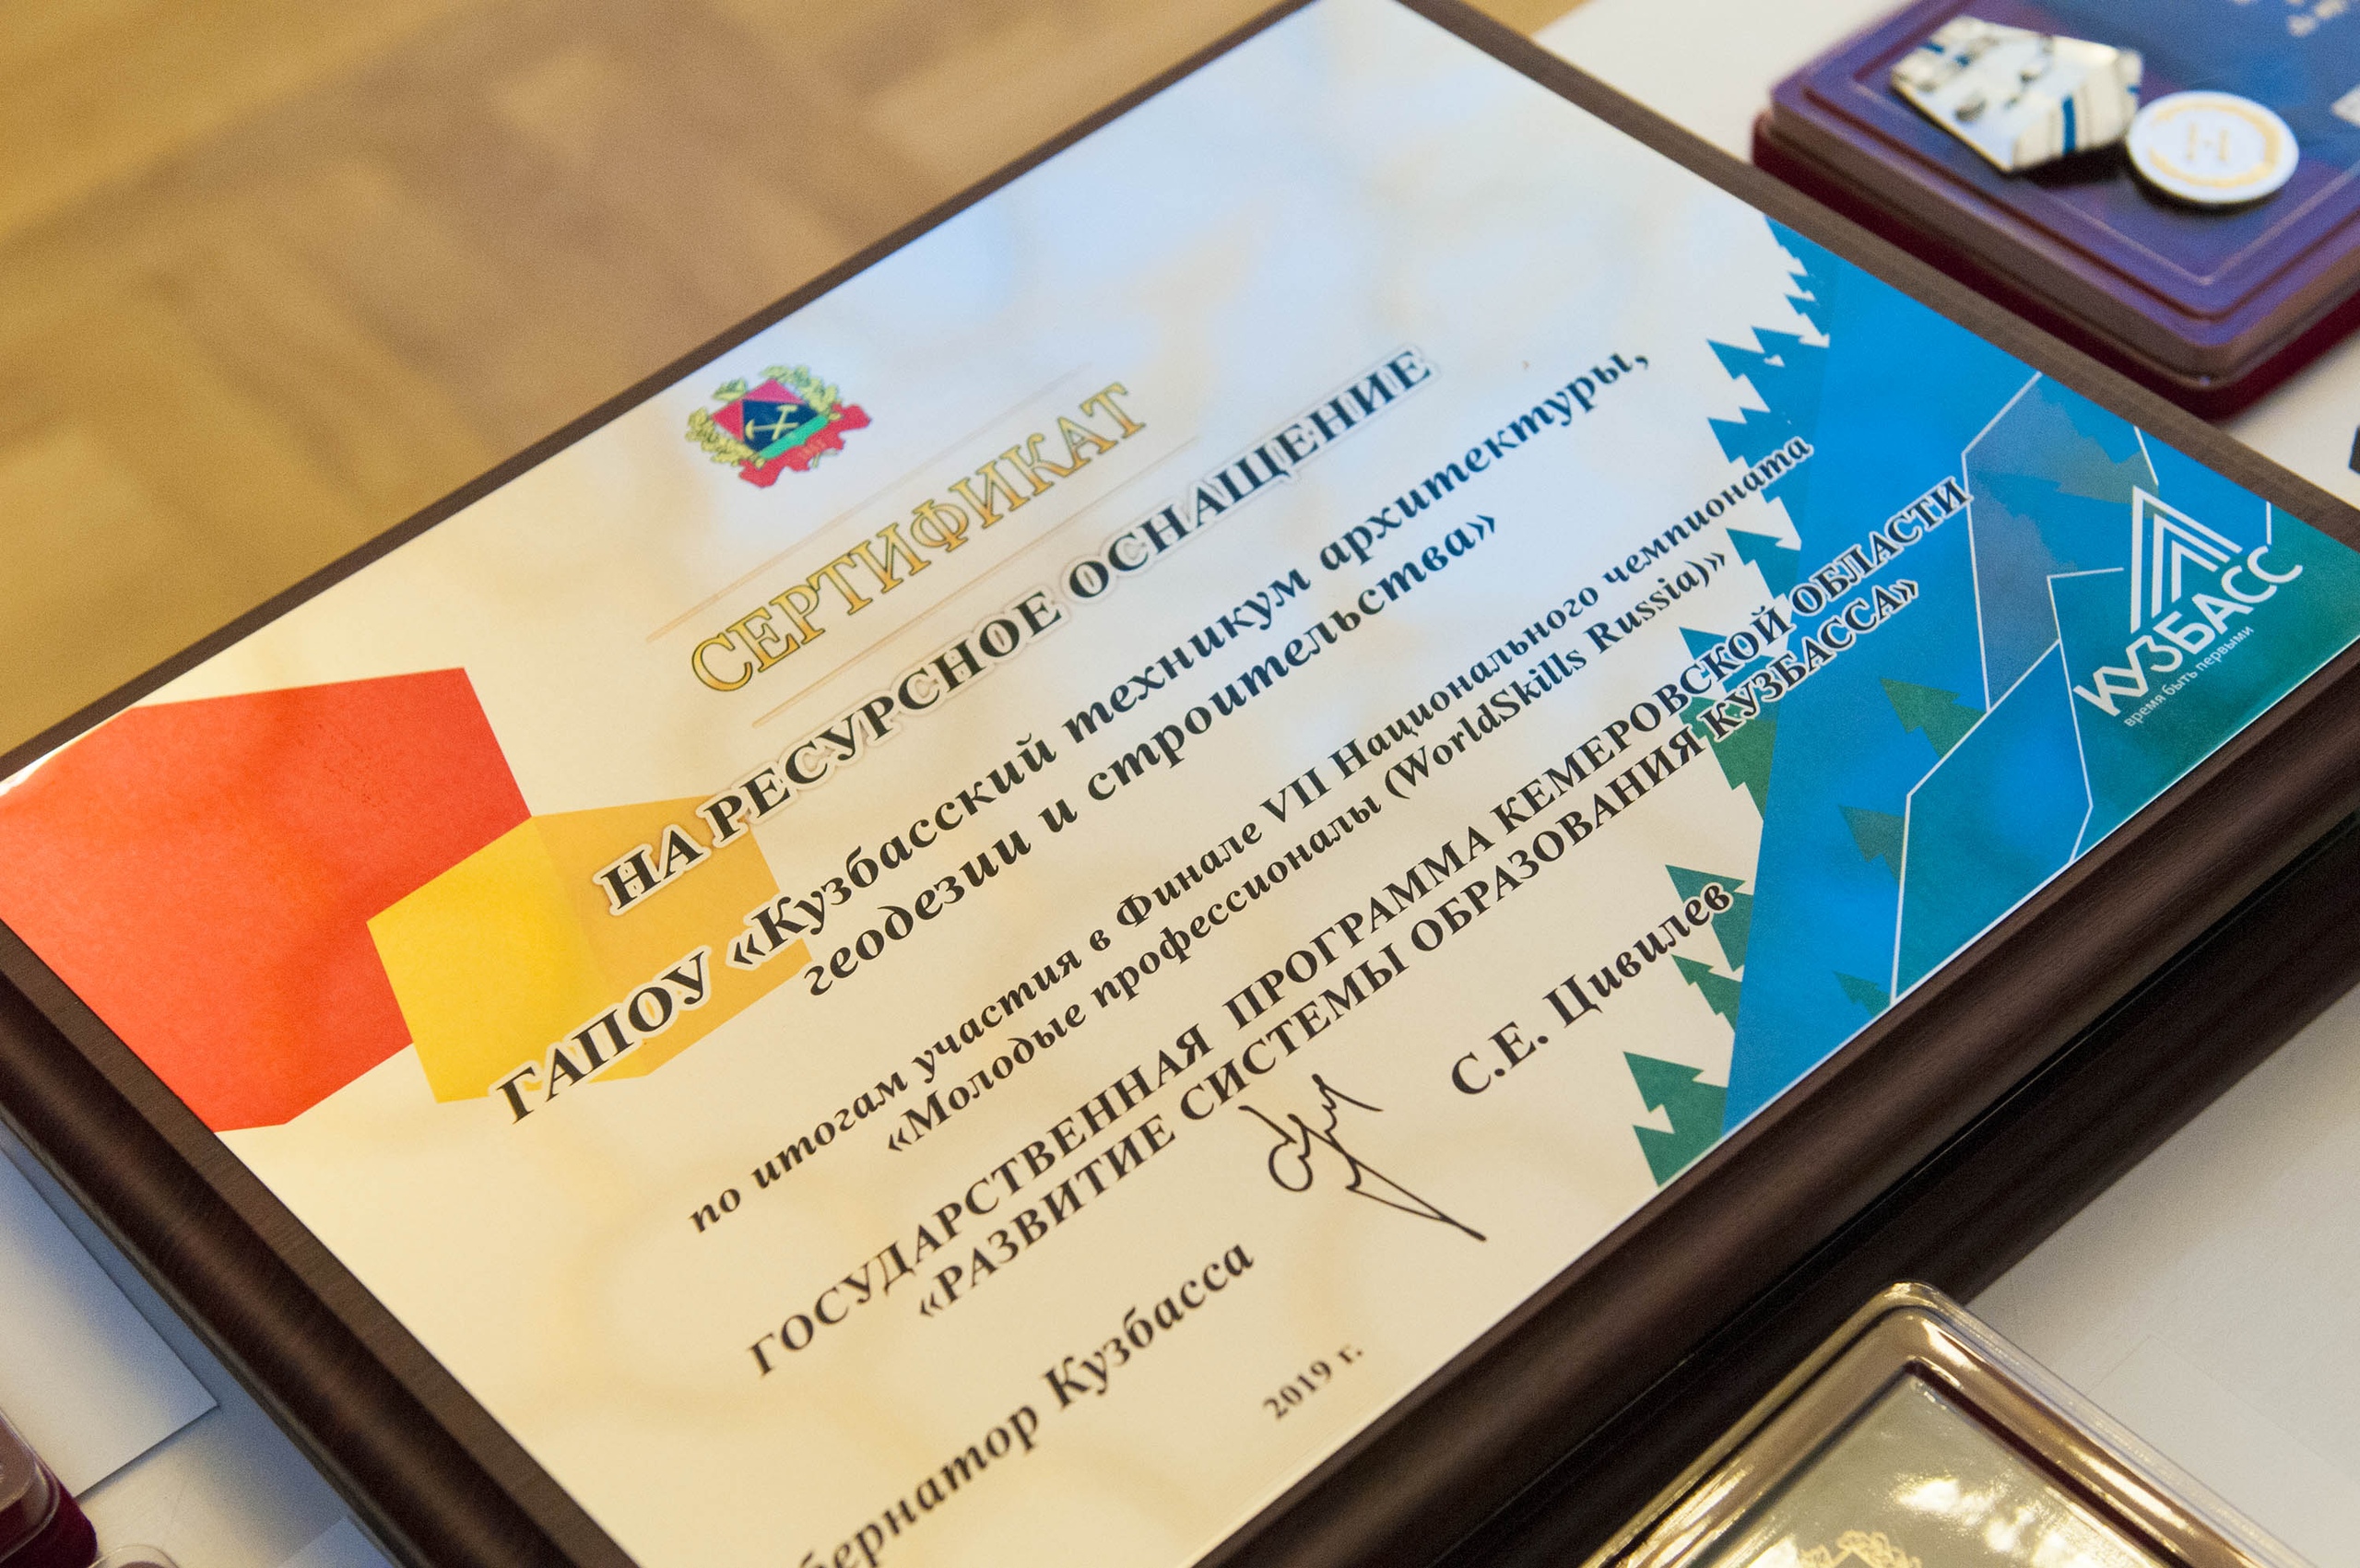 СЕРТИФИКАТ
НА РЕСУРСНОЕ ОСНАЩЕНИЕ
ГАПОУ «Кузбасский техникум архитектуры,
геодезии и строительства»
по итогам участия в Финале VII Национального чемпионата
«Молодые профессионалы (WorldSkills Russia)»
ГОСУДАРСТВЕННАЯ ПРОГРАММА КЕМЕРОВСКОЙ ОБЛАСТИ
«РАЗВИТИЕ СИСТЕМЫ ОБРАЗОВАНИЯ КУЗБАССА»
бернатор Кузбасса
С.Е. Цивилев
2019 г.
КУЗБАСС
время быть первыми